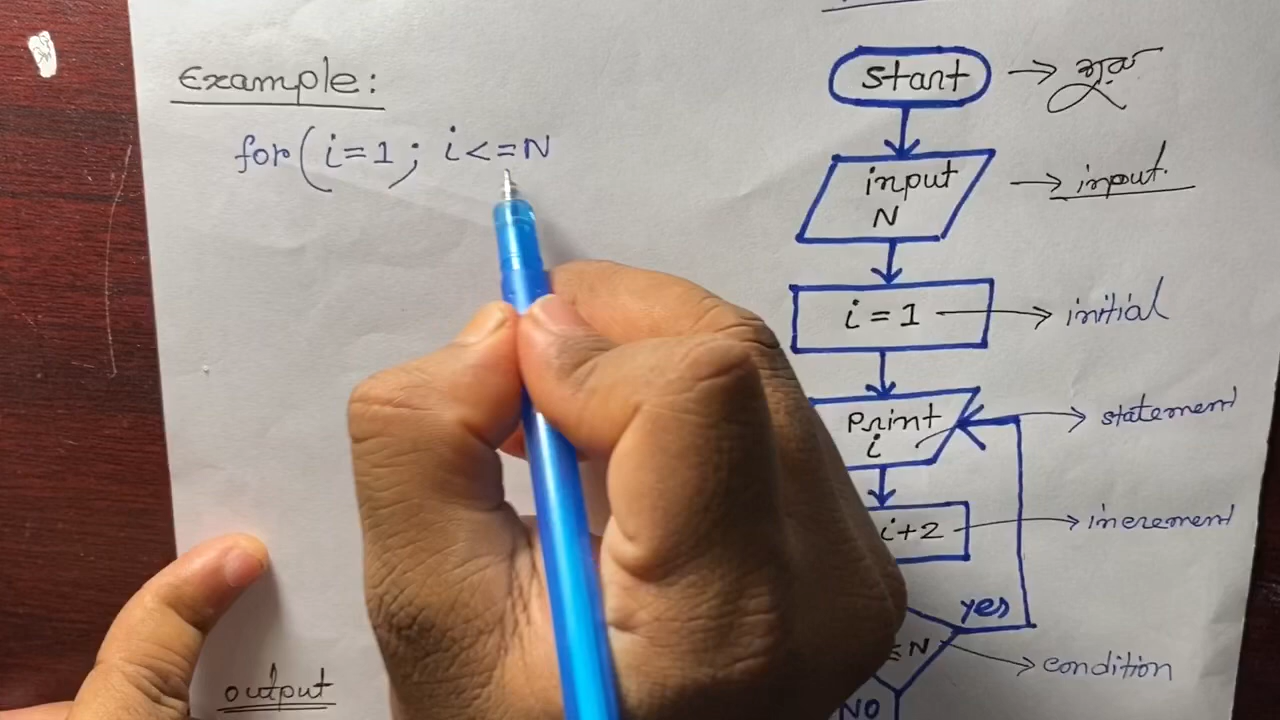 Example:
for(i=1; i<=N
output
start → শুরু
input → input.
N
i=1 → initial
Print → statement
i
i+2 → increment
yes
≤N → condition
NO